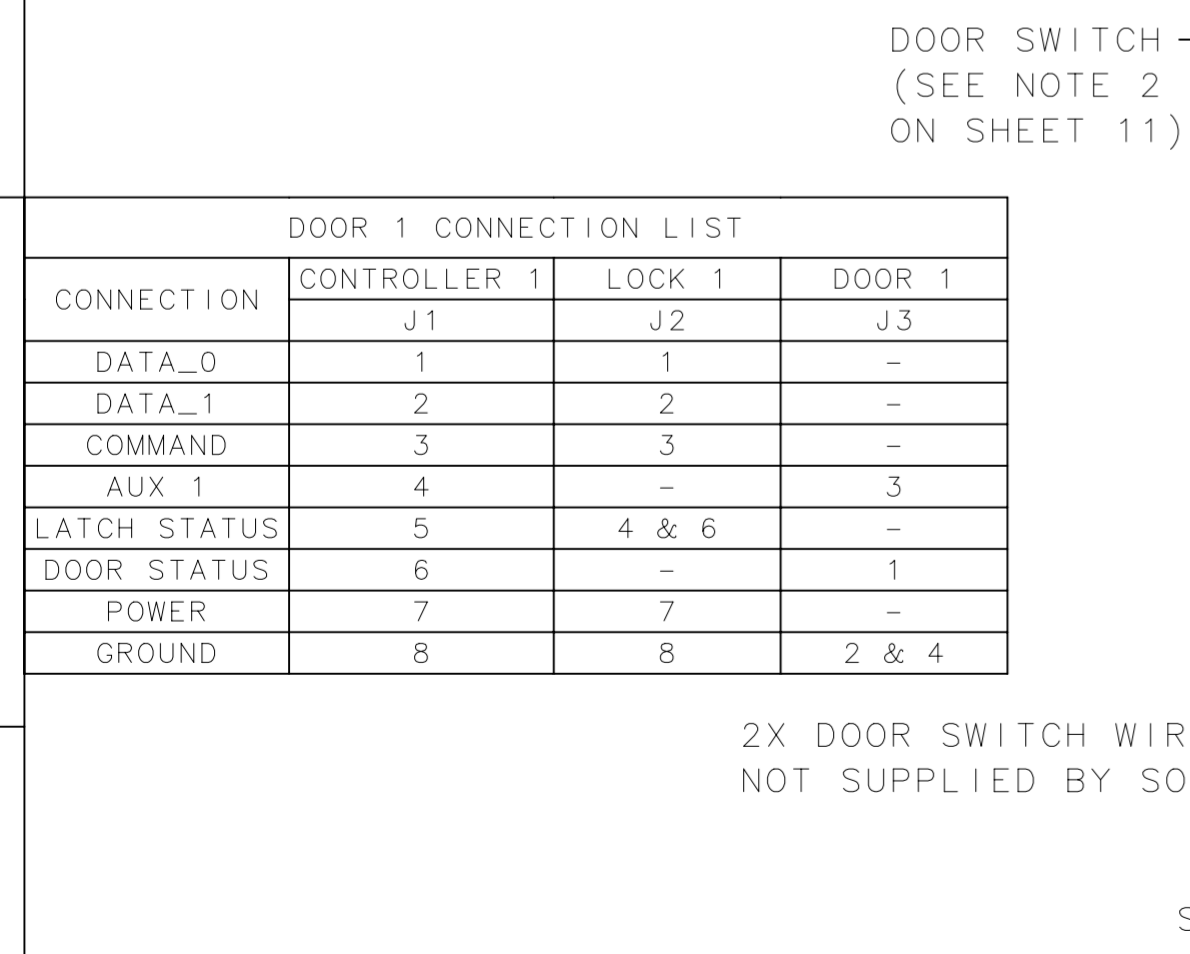 DOOR SWITCH
(SEE NOTE 2
ON SHEET 11)
DOOR 1 CONNECTION LIST
CONNECTION CONTROLLER 1 LOCK 1 DOOR 1
J1 J2 J3
DATA_0 1 1 –
DATA_1 2 2 –
COMMAND 3 3 –
AUX 1 4 – 3
LATCH STATUS 5 4 & 6 –
DOOR STATUS 6 – 1
POWER 7 7 –
GROUND 8 8 2 & 4
2X DOOR SWITCH
NOT SUPPLIED BY